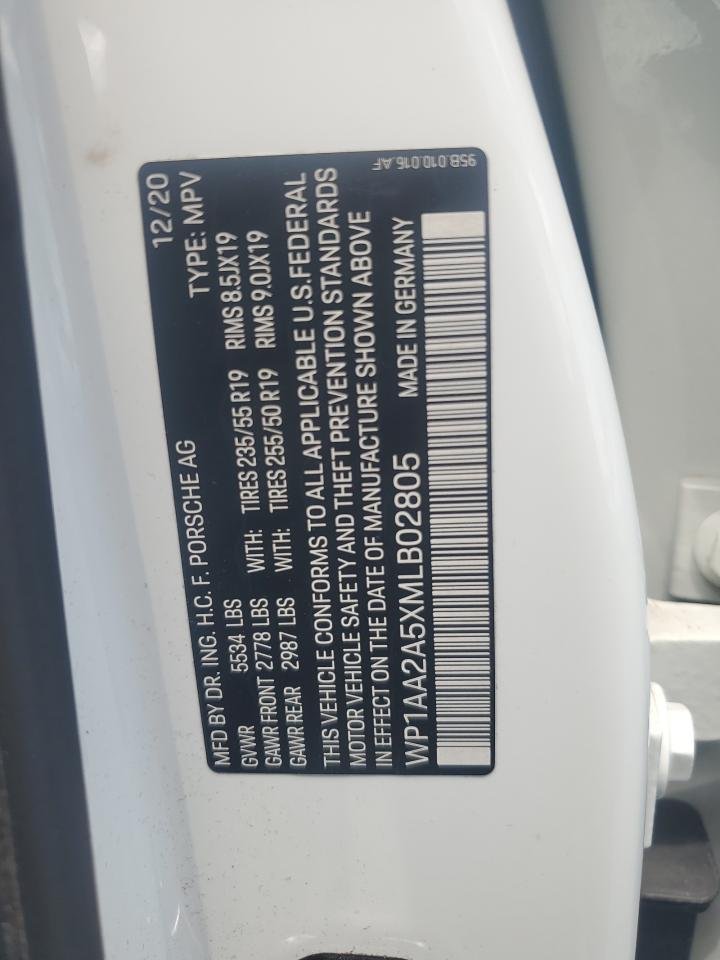 MFD BY DR. ING. H.C. F. PORSCHE AG 12/20
GVWR 5534 LBS TYPE: MPV
GAWR FRONT 2778 LBS WITH: TIRES 235/55 R19 RIMS 8.5JX19
GAWR REAR 2987 LBS WITH: TIRES 255/50 R19 RIMS 9.0JX19
THIS VEHICLE CONFORMS TO ALL APPLICABLE U.S.FEDERAL
MOTOR VEHICLE SAFETY AND THEFT PREVENTION STANDARDS
IN EFFECT ON THE DATE OF MANUFACTURE SHOWN ABOVE
WP1AA2A5XMLB02805 MADE IN GERMANY
95B.010.016.AF